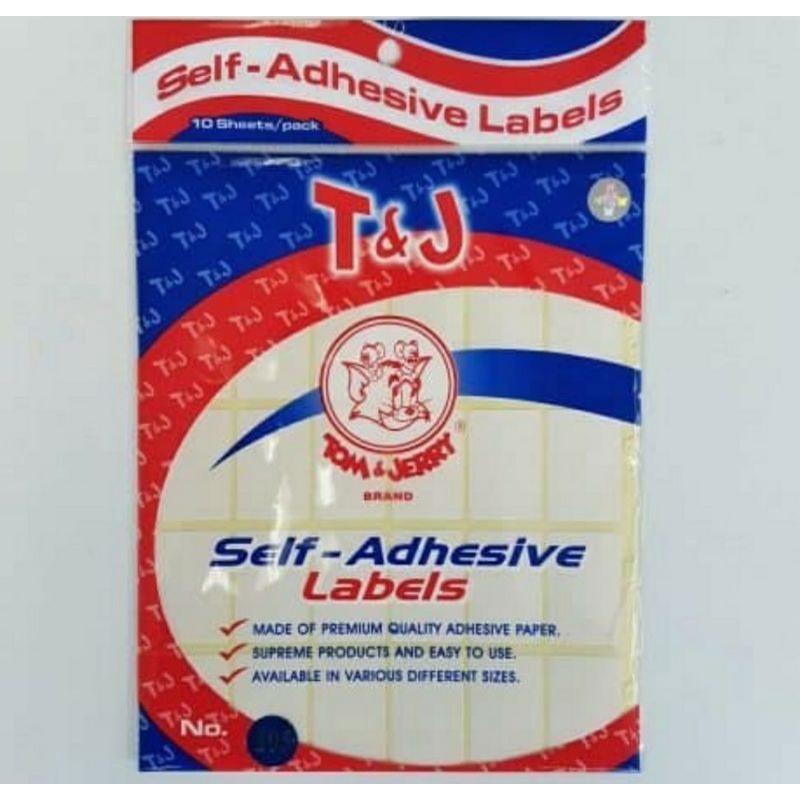 Self-Adhesive Labels
10 Sheets/pack
T&J
TOM & JERRY ®
BRAND
Self-Adhesive
Labels
MADE OF PREMIUM QUALITY ADHESIVE PAPER.
SUPREME PRODUCTS AND EASY TO USE.
AVAILABLE IN VARIOUS DIFFERENT SIZES.
No.